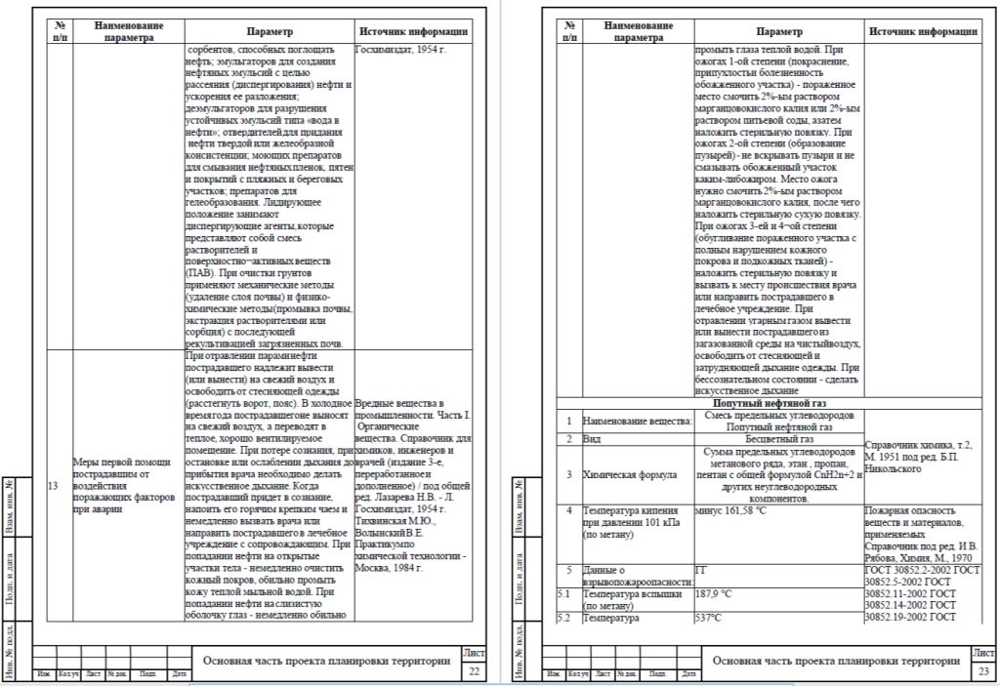 № п/п Наименование параметра Параметр Источник информации
сорбентов, способных поглощать
нефть; эмульгаторов для создания
нефтяных эмульсий с целью
рассеяния (диспергирования) нефти и
ускорения ее разложения;
деэмульгаторов для разрушения
устойчивых эмульсий типа «вода в
нефти»; отвердителей для придания
нефти твердой или желеобразной
консистенции; моющих препаратов
для смывания нефтяных пленок, пятен
и покрытий с пляжных и береговых
участков; препаратов для
гелеобразования. Лидирующее
положение занимают
диспергирующие агенты, которые
представляют собой смесь
растворителей и
поверхностно¬активных веществ
(ПАВ). При очистки грунтов
применяют механические методы
(удаление слоя почвы) и физико-
химические методы(промывка почвы,
экстракция растворителями или
сорбция) с последующей
рекультивацией загрязненных почв.
Госхимиздат, 1954 г.
13
Меры первой помощи
пострадавшим от
воздействия
поражающих факторов
при аварии
При отравлении парами нефти
пострадавшего надлежит вывести
(или вынести) на свежий воздух и
освободить от стесняющей одежды
(расстегнуть ворот, пояс). В холодное
время года пострадавшего не выносят
на свежий воздух, а переводят в
теплое, хорошо вентилируемое
помещение. При потере сознания, при
остановке или ослаблении дыхания до
прибытия врача необходимо делать
искусственное дыхание. Когда
пострадавший придет в сознание,
напоить его горячим крепким чаем и
немедленно вызвать врача или
направить пострадавшего в лечебное
учреждение с сопровождающим. При
попадании нефти на открытые
участки тела - немедленно очистить
кожный покров, обильно промыть
кожу теплой мыльной водой. При
попадании нефти на слизистую
оболочку глаз - немедленно обильно
Вредные вещества в
промышленности. Часть I.
Органические
вещества. Справочник для
химиков, инженеров и
врачей (издание 3-е,
переработанное и
дополненное) / под общей
ред. Лазарева Н.В. - Л.
Госхимиздат, 1954 г.
Тихвинская М.Ю.,
Волынский В.Е.
Практикум по
химической технологии -
Москва, 1984 г.
Взам. инв. №
Подп. и дата
Инв. № подл.
Изм. Кол.уч Лист № док. Подп. Дата
Основная часть проекта планировки территории
Лист
22
№ п/п Наименование параметра Параметр Источник информации
промыть глаза теплой водой. При
ожогах 1-ой степени (покраснение,
припухлостьи болезненность
обожженного участка) - пораженное
место смочить 2%-ым раствором
марганцовокислого калия или 2%-ым
раствором питьевой соды, азатем
наложить стерильную повязку. При
ожогах 2-ой степени (образование
пузырей) - не вскрывать пузыри и не
смазывать обожженный участок
каким-либожиром. Место ожога
нужно смочить 2%-ым раствором
марганцовокислого калия, после чего
наложить стерильную сухую повязку.
При ожогах 3-ей и 4¬ой степени
(обугливание пораженного участка с
полным нарушением кожного
покрова и подкожных тканей) -
наложить стерильную повязку и
вызвать к месту происшествия врача
или направить пострадавшего в
лечебное учреждение. При
отравлении угарным газом вывести
или вынести пострадавшего из
загазованной среды на чистыйвоздух,
освободить от стесняющей и
затрудняющей дыхание одежды. При
бессознательном состоянии - сделать
искусственное дыхание
Попутный нефтяной газ
1 Наименование вещества: Смесь предельных углеводородов
Попутный нефтяной газ
2 Вид Бесцветный газ
3 Химическая формула
Сумма предельных углеводородов
метанового ряда, этан , пропан,
пентан с общей формулой CnH2n+2 и
других неуглеводородных
компонентов.
Справочник химика, т.2,
М. 1951 под ред. Б.П.
Никольского
4 Температура кипения
при давлении 101 кПа
(по метану)
минус 161,58 °С
Пожарная опасность
веществ и материалов,
применяемых
Справочник под ред. И.В.
Рябова, Химия, М., 1970
5 Данные о
взрывопожароопасности:
ГГ
ГОСТ 30852.2-2002 ГОСТ
30852.5-2002 ГОСТ
30852.11-2002 ГОСТ
30852.14-2002 ГОСТ
30852.19-2002 ГОСТ
5.1 Температура вспышки
(по метану)
187,9 °С
5.2 Температура 537°С
Взам. инв. №
Подп. и дата
Инв. № подл.
Изм. Кол.уч Лист № док. Подп. Дата
Основная часть проекта планировки территории
Лист
23